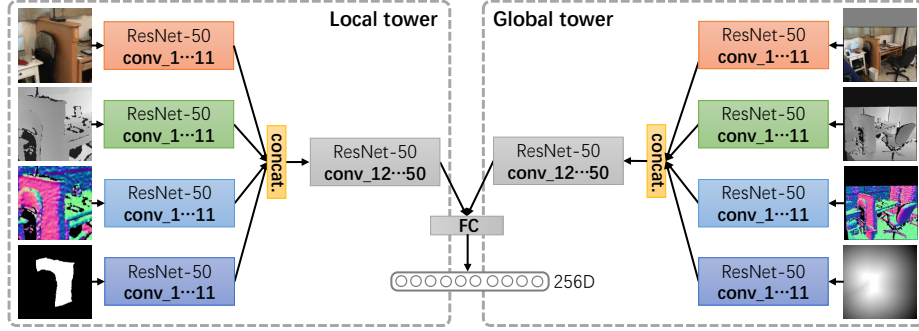 Local tower
Global tower
ResNet-50
conv_1⋯11
ResNet-50
conv_1⋯11
ResNet-50
conv_1⋯11
ResNet-50
conv_1⋯11
concat.
ResNet-50
conv_12⋯50
ResNet-50
conv_12⋯50
concat.
ResNet-50
conv_1⋯11
ResNet-50
conv_1⋯11
ResNet-50
conv_1⋯11
ResNet-50
conv_1⋯11
FC
256D